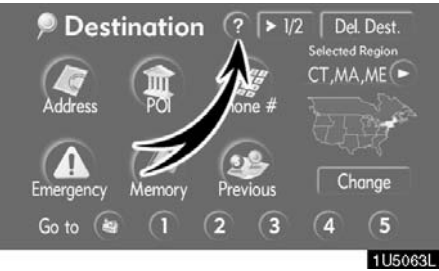 Destination ? > 1/2 Del. Dest.
Selected Region
CT,MA,ME
Address POI hone #
Emergency Memory Previous
Change
Go to 1 2 3 4 5
1U5063L